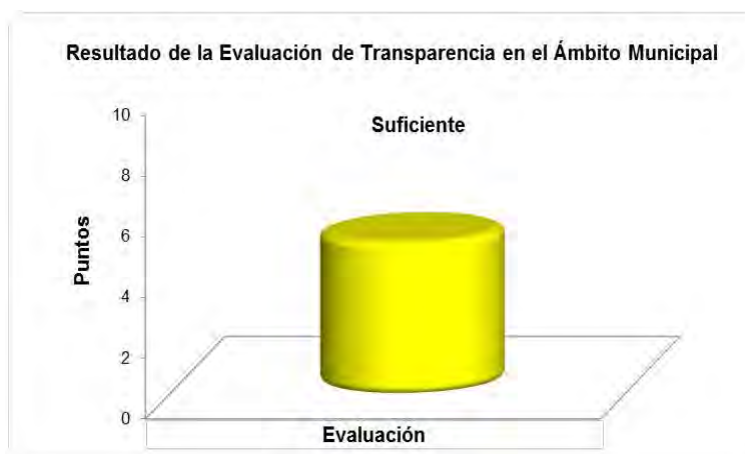 Resultado de la Evaluación de Transparencia en el Ámbito Municipal
Suficiente
Puntos
10
8
6
4
2
0
Evaluación